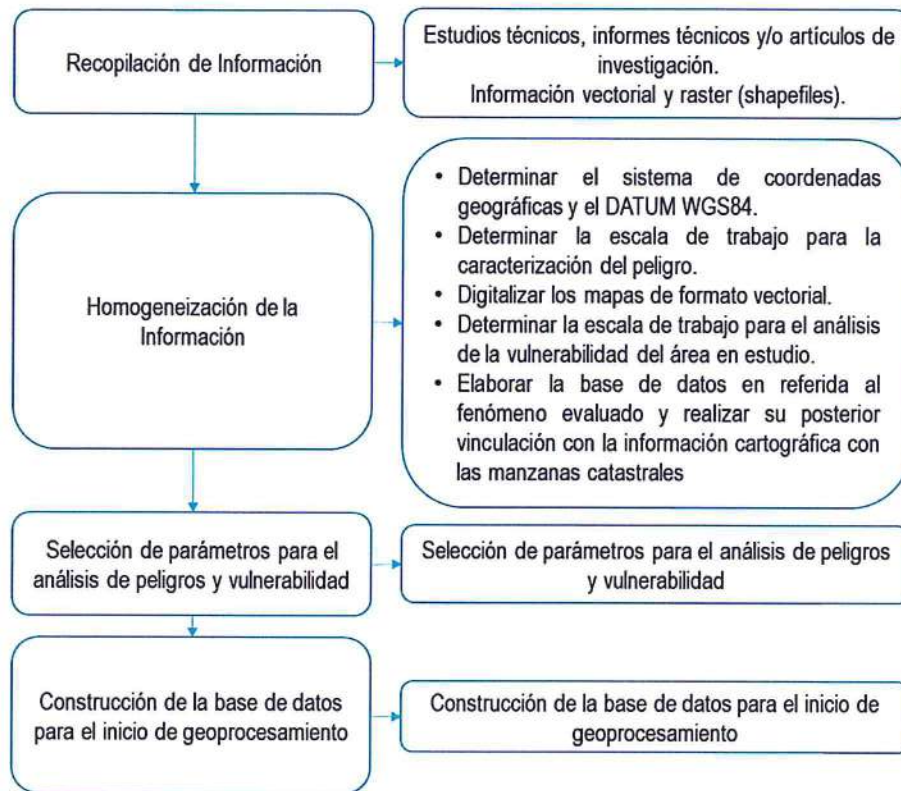 Recopilación de Información
Estudios técnicos, informes técnicos y/o artículos de
investigación.
Información vectorial y raster (shapefiles).
Homogeneización de la
Información
• Determinar el sistema de coordenadas
geográficas y el DATUM WGS84.
• Determinar la escala de trabajo para la
caracterización del peligro.
• Digitalizar los mapas de formato vectorial.
• Determinar la escala de trabajo para el análisis
de la vulnerabilidad del área en estudio.
• Elaborar la base de datos en referida al
fenómeno evaluado y realizar su posterior
vinculación con la información cartográfica con
las manzanas catastrales
Selección de parámetros para el
análisis de peligros y vulnerabilidad
Selección de parámetros para el análisis de peligros
y vulnerabilidad
Construcción de la base de datos
para el inicio de geoprocesamiento
Construcción de la base de datos para el inicio de
geoprocesamiento